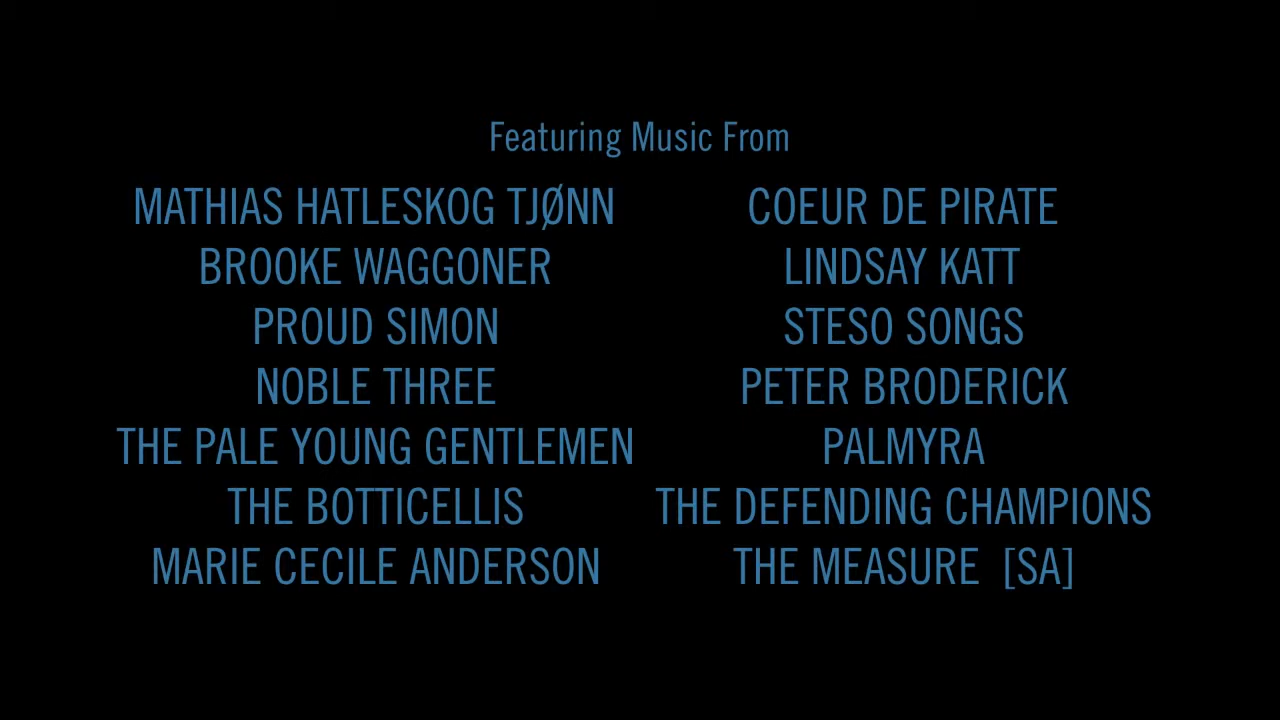 Featuring Music From
MATHIAS HATLESKOG TJØNN
BROOKE WAGGONER
PROUD SIMON
NOBLE THREE
THE PALE YOUNG GENTLEMEN
THE BOTTICELLIS
MARIE CECILE ANDERSON
COEUR DE PIRATE
LINDSAY KATT
STESO SONGS
PETER BRODERICK
PALMYRA
THE DEFENDING CHAMPIONS
THE MEASURE [SA]